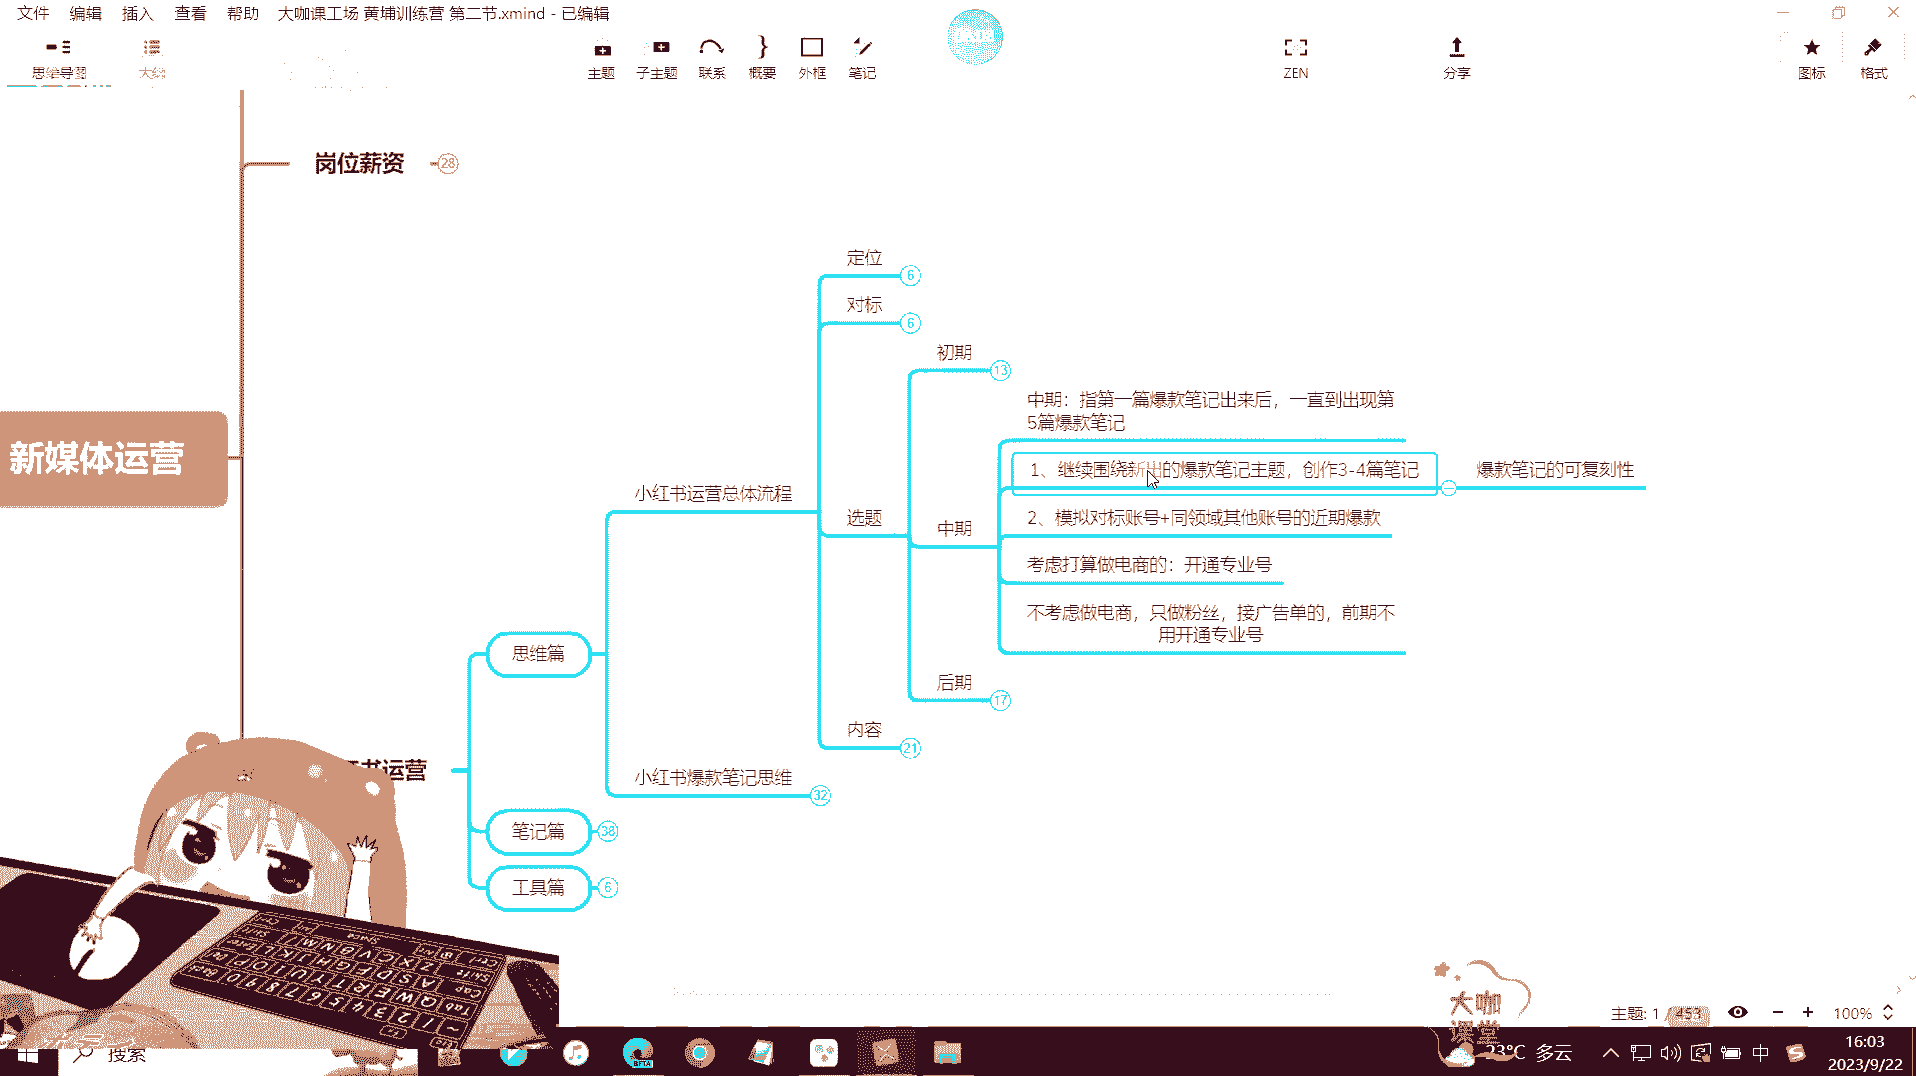 文件 编辑 插入 查看 帮助 大咖课工场 黄埔训练营 第二节.xmind - 已编辑
思维导图 大纲 主题 子主题 联系 概要 外框 笔记 ZEN 分享 图标 格式
岗位薪资 28
定位 6
对标 6
初期 13
中期：指第一篇爆款笔记出来后，一直到出现第
5篇爆款笔记
1、继续围绕新出的爆款笔记主题，创作3-4篇笔记
爆款笔记的可复刻性
新媒体运营
小红书运营总体流程
选题
2、模拟对标账号+同领域其他账号的近期爆款
中期
考虑打算做电商的：开通专业号
不考虑做电商，只做粉丝，接广告单的，前期不
用开通专业号
思维篇
后期 17
内容 21
书运营
小红书爆款笔记思维 32
笔记篇 38
工具篇 6
大咖
课堂
主题: 1 / 453 100%
搜索
BETA
23°C 多云
中
16:03
2023/9/22